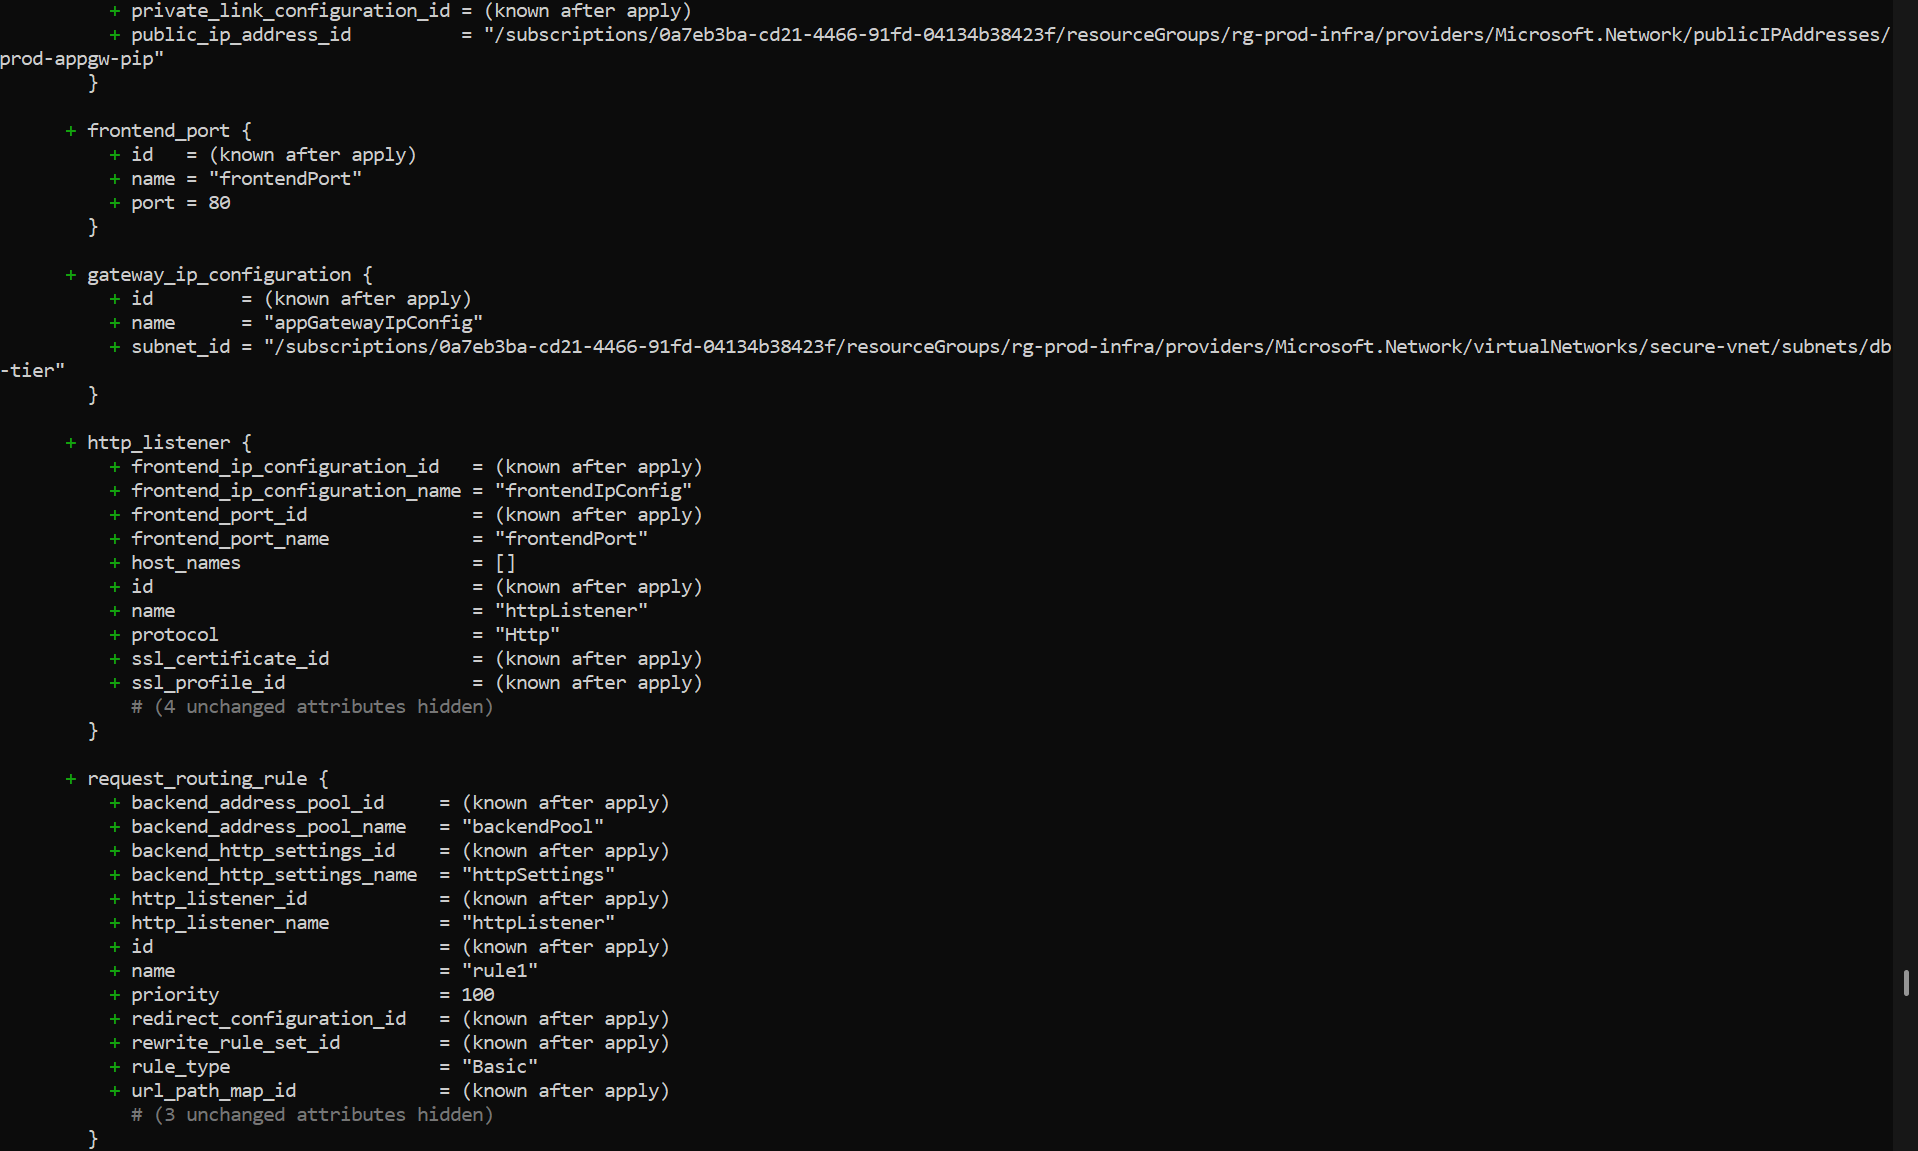 + private_link_configuration_id = (known after apply)
+ public_ip_address_id          = "/subscriptions/0a7eb3ba-cd21-4466-91fd-04134b38423f/resourceGroups/rg-prod-infra/providers/Microsoft.Network/publicIPAddresses/
prod-appgw-pip"
}
+ frontend_port {
+ id   = (known after apply)
+ name = "frontendPort"
+ port = 80
}
+ gateway_ip_configuration {
+ id        = (known after apply)
+ name      = "appGatewayIpConfig"
+ subnet_id = "/subscriptions/0a7eb3ba-cd21-4466-91fd-04134b38423f/resourceGroups/rg-prod-infra/providers/Microsoft.Network/virtualNetworks/secure-vnet/subnets/db
-tier"
}
+ http_listener {
+ frontend_ip_configuration_id   = (known after apply)
+ frontend_ip_configuration_name = "frontendIpConfig"
+ frontend_port_id               = (known after apply)
+ frontend_port_name             = "frontendPort"
+ host_names                     = []
+ id                             = (known after apply)
+ name                           = "httpListener"
+ protocol                       = "Http"
+ ssl_certificate_id             = (known after apply)
+ ssl_profile_id                 = (known after apply)
# (4 unchanged attributes hidden)
}
+ request_routing_rule {
+ backend_address_pool_id     = (known after apply)
+ backend_address_pool_name   = "backendPool"
+ backend_http_settings_id    = (known after apply)
+ backend_http_settings_name  = "httpSettings"
+ http_listener_id            = (known after apply)
+ http_listener_name          = "httpListener"
+ id                          = (known after apply)
+ name                        = "rule1"
+ priority                    = 100
+ redirect_configuration_id   = (known after apply)
+ rewrite_rule_set_id         = (known after apply)
+ rule_type                   = "Basic"
+ url_path_map_id             = (known after apply)
# (3 unchanged attributes hidden)
}